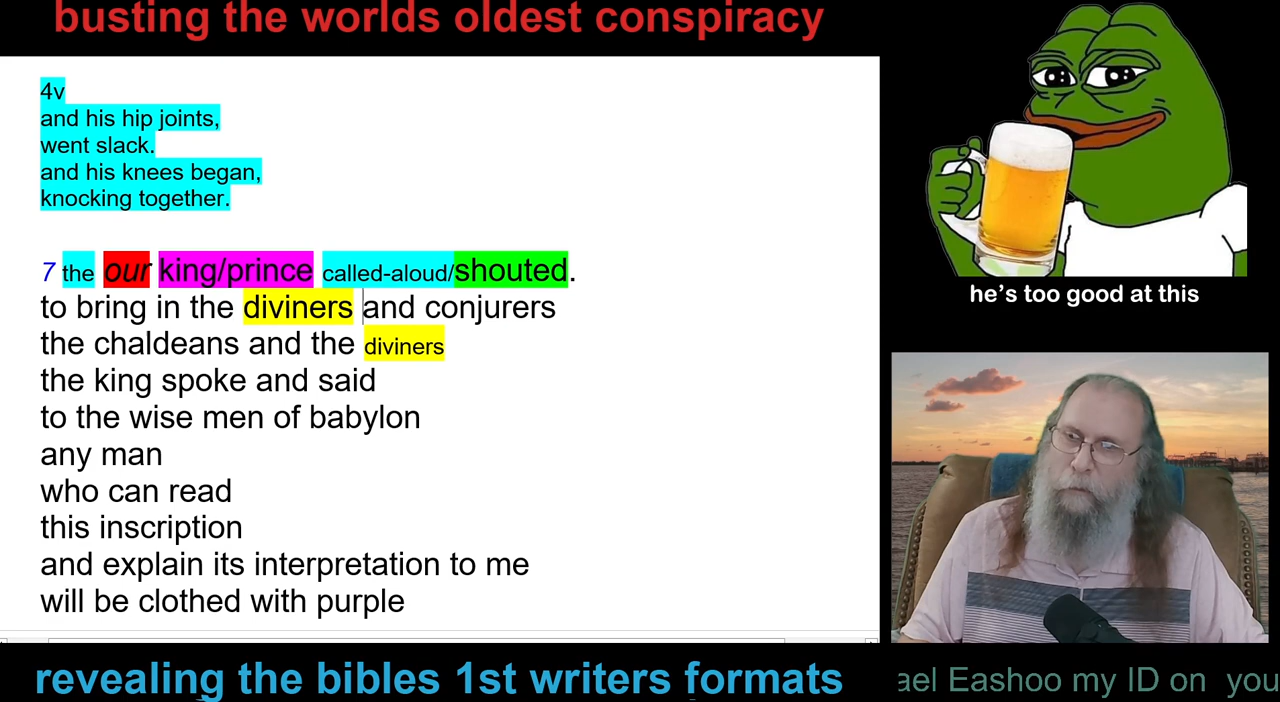 busting the worlds oldest conspiracy
4v
and his hip joints,
went slack.
and his knees began,
knocking together.
7 the our king/prince called-aloud/shouted.
to bring in the diviners and conjurers
the chaldeans and the diviners
the king spoke and said
to the wise men of babylon
any man
who can read
this inscription
and explain its interpretation to me
will be clothed with purple
he's too good at this
revealing the bibles 1st writers formats
ael Eashoo my ID on you